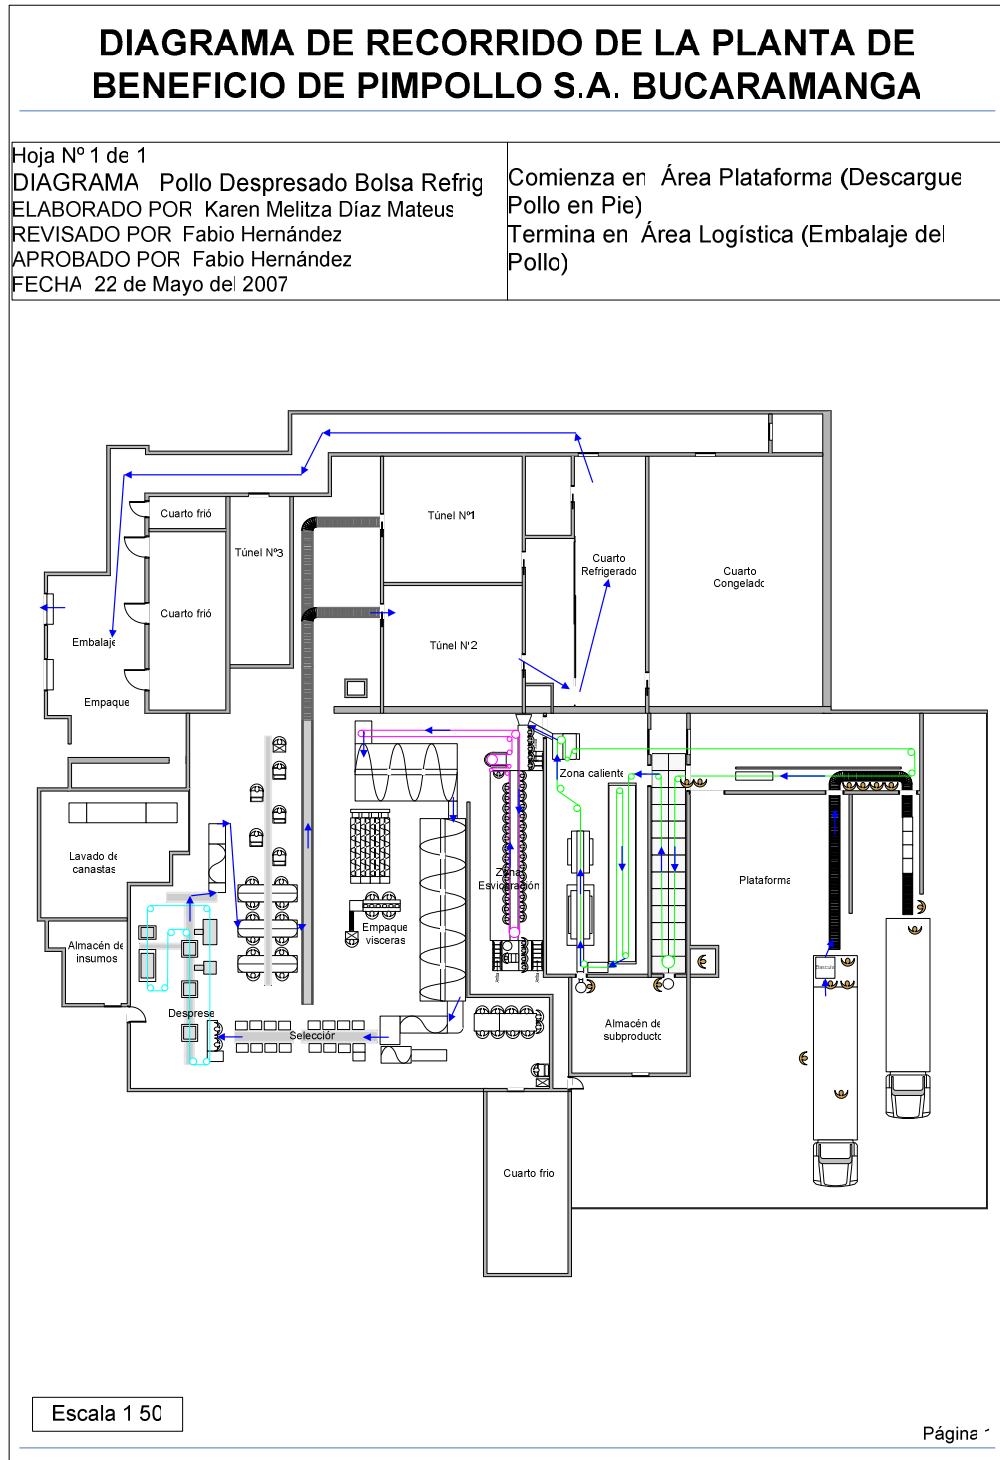 DIAGRAMA DE RECORRIDO DE LA PLANTA DE
BENEFICIO DE PIMPOLLO S.A. BUCARAMANGA
Hoja Nº 1 de 1
DIAGRAMA Pollo Despresado Bolsa Refrig
ELABORADO POR Karen Melitza Díaz Mateus
REVISADO POR Fabio Hernández
APROBADO POR Fabio Hernández
FECHA 22 de Mayo del 2007
Comienza en Área Plataforma (Descargue
Pollo en Pie)
Termina en Área Logística (Embalaje del
Pollo)
Cuarto frió
Túnel Nº3
Túnel Nº1
Cuarto
Refrigerado
Cuarto
Congelado
Cuarto frió
Túnel Nº2
Embalaje
Empaque
Zona caliente
Lavado de
canastas
Zona
Esviceración
Plataforma
Empaque
visceras
Almacén de
insumos
Bascula
Desprese
Selección
Almacén de
subproducto
Cuarto frio
Escala 1 50
Página 1